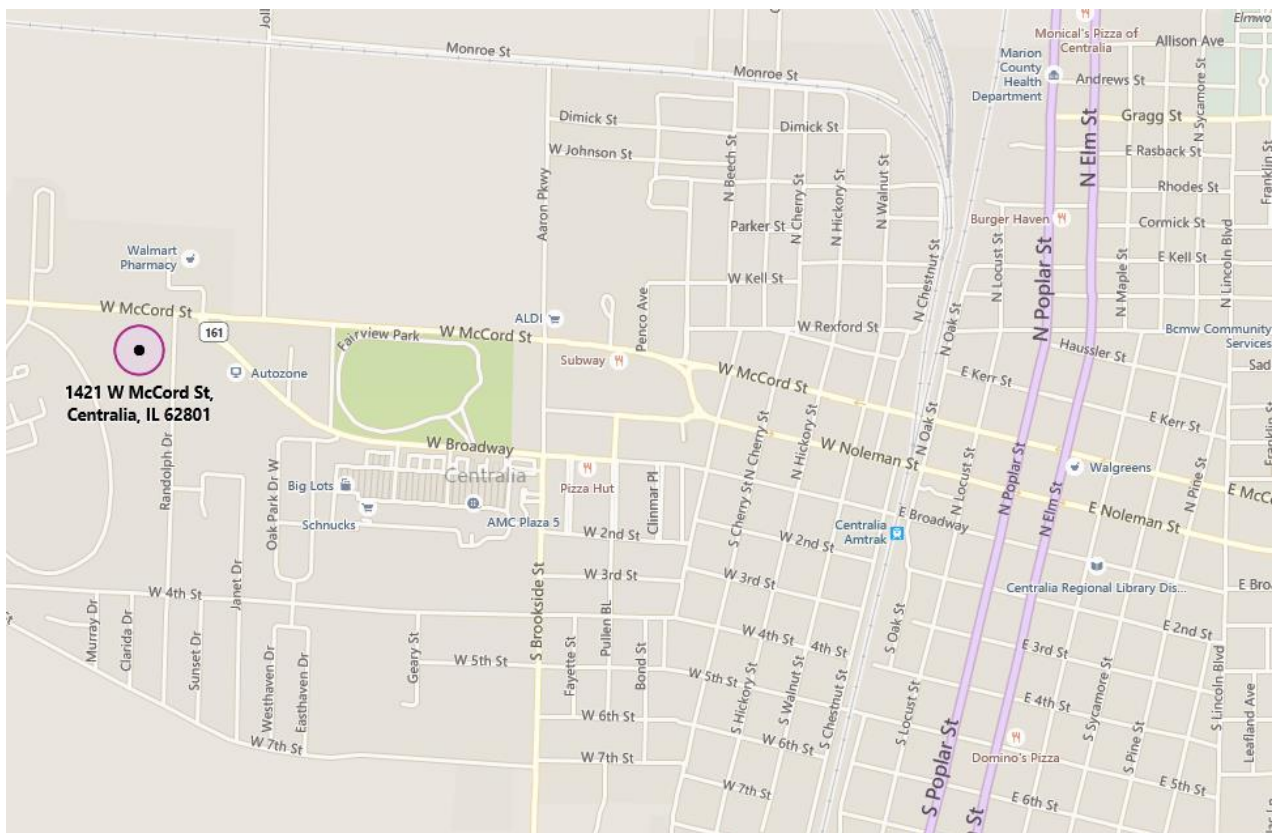 Monroe St
Monroe St
Monical's Pizza of
Centralia
Allison Ave
Marion
County
Health
Department
Andrews St
Gragg St
N Sycamore St
Dimick St
Dimick St
W Johnson St
E Rasback St
Franklin St
Aaron Pkwy
N Beech St
N Cherry St
N Hickory St
N Walnut St
N Elm St
Rhodes St
Burger Haven
Cormick St
Parker St
Walmart
Pharmacy
N Chestnut St
N Locust St
N Poplar St
E Kell St
N Lincoln Blvd
N Maple St
W Kell St
W McCord St
161
Fairview Park
ALDI
W McCord St
Penco Ave
W Rexford St
N Oak St
Bcmw Community
Services
Haussler St
Subway
Autozone
W McCord St
E Kerr St
E Kerr St
1421 W McCord St,
Centralia, IL 62801
Randolph Dr
N Cherry St
N Hickory St
N Oak St
Franklin St
W Broadway
W Noleman St
N Locust St
N Poplar St
Walgreens
N Pine St
Centralia
Oak Park Dr W
Big Lots
Pizza Hut
Clinmar Pl
S Cherry St
N Elm St
E Noleman St
Schnucks
AMC Plaza 5
E Broadway
Centralia
Amtrak
W 2nd St
W 2nd St
Centralia Regional Library Dis...
W 3rd St
W 3rd St
Janet Dr
W 4th St
S Brookside St
S Oak St
E 2nd St
Murray Dr
Clarida Dr
Sunset Dr
Geary St
Fayette St
Pullen BL
Bond St
W 4th St
4th St
E 3rd St
W 5th St
W 5th St
Westhaven Dr
Easthaven Dr
S Hickory St
S Walnut St
S Chestnut St
S Locust St
E 4th St
S Sycamore St
S Lincoln Blvd
Leafland Ave
W 6th St
W 6th St
S Pine St
W 7th St
W 7th St
W 7th St
S Poplar St
Domino's Pizza
E 5th St
E 6th St